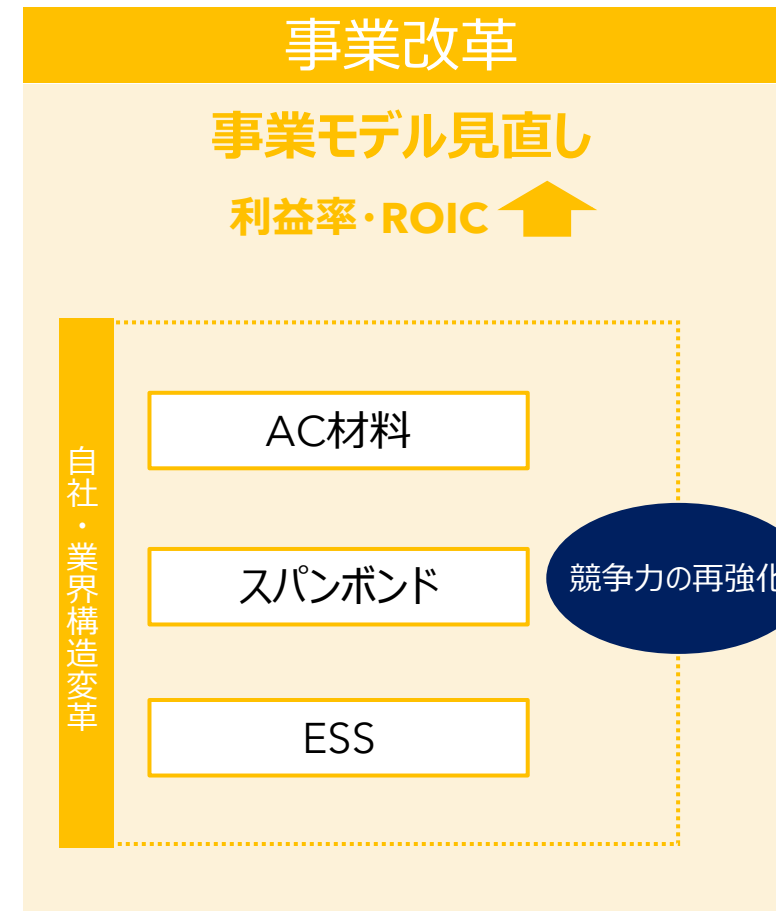 事業改革
事業モデル見直し
利益率・ROIC
自社・業界構造変革
AC材料
スパンボンド
競争力の再強化
ESS